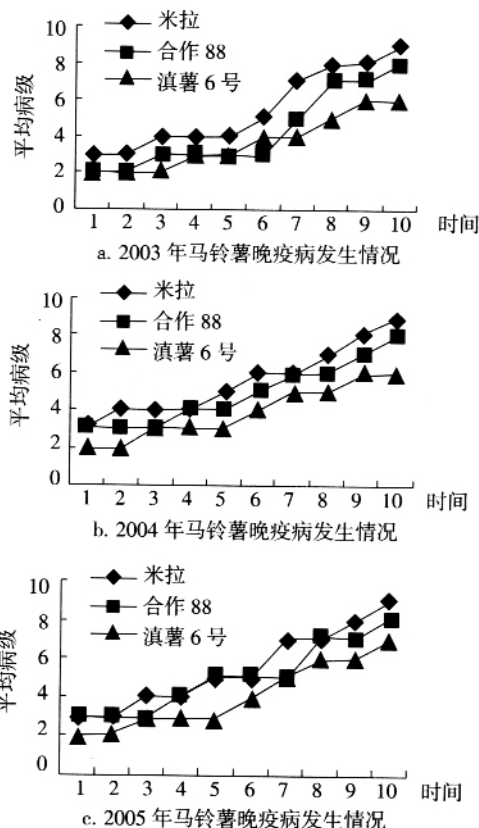 10
8
6
4
2
0
平均病级
米拉
合作 88
滇薯 6 号
1 2 3 4 5 6 7 8 9 10 时间
a. 2003 年马铃薯晚疫病发生情况
10
8
6
4
2
0
平均病级
米拉
合作 88
滇薯 6 号
1 2 3 4 5 6 7 8 9 10 时间
b. 2004 年马铃薯晚疫病发生情况
10
8
6
4
2
0
平均病级
米拉
合作 88
滇薯 6 号
1 2 3 4 5 6 7 8 9 10 时间
c. 2005 年马铃薯晚疫病发生情况